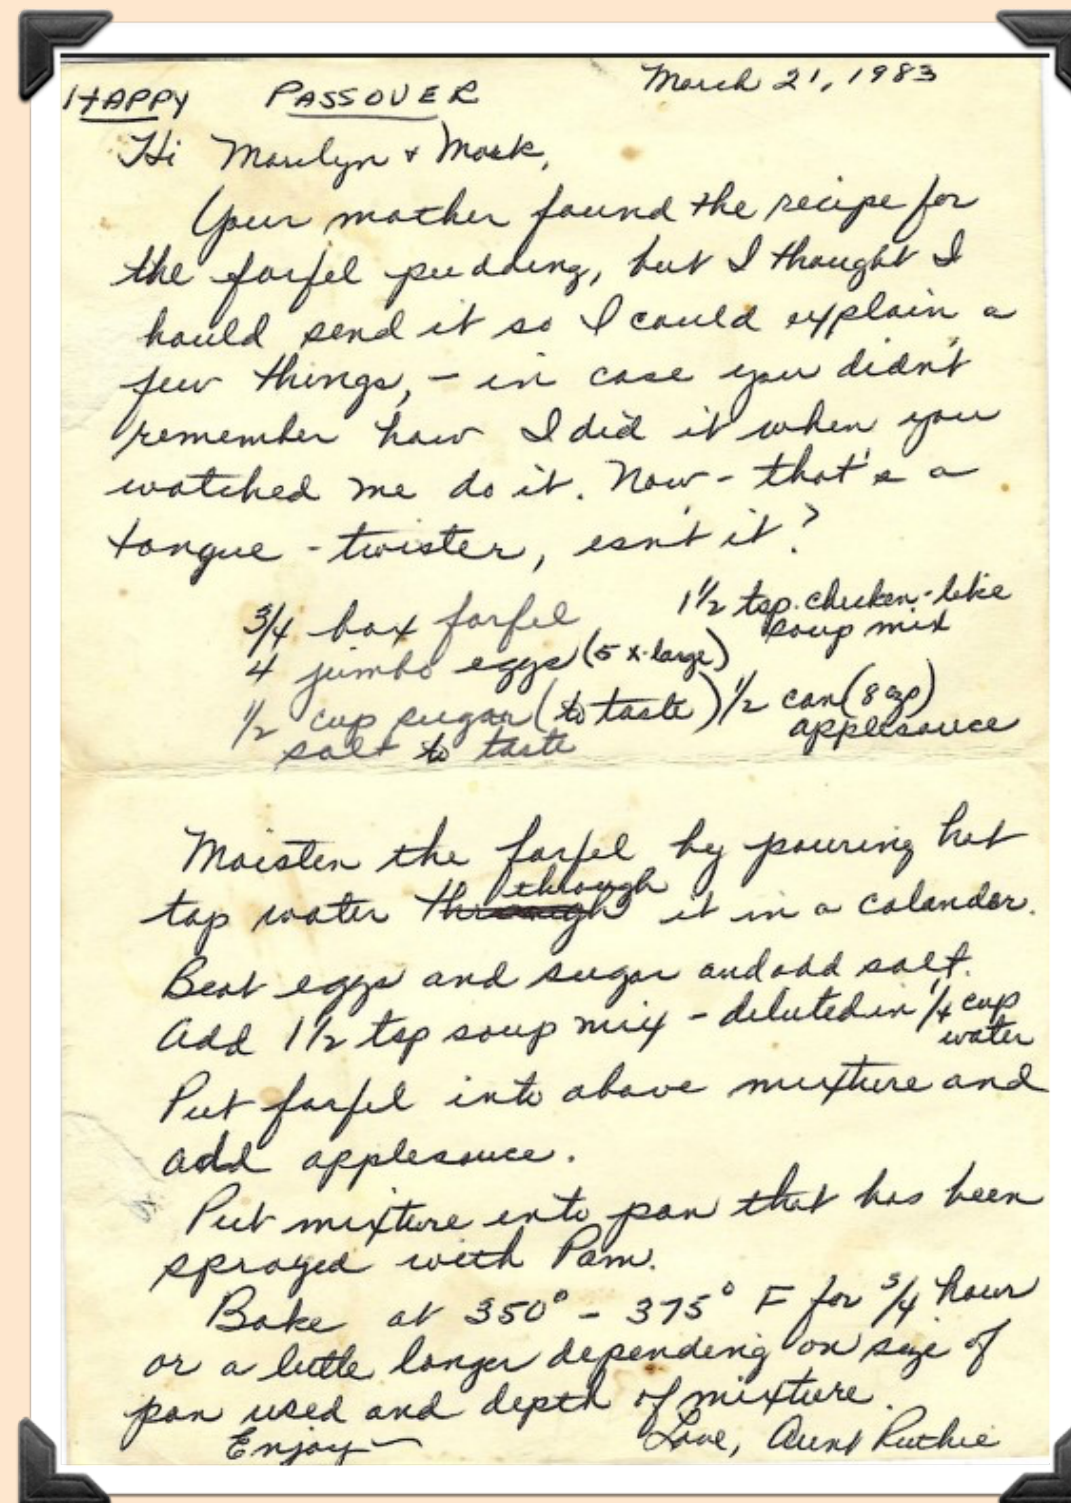 March 21, 1983
HAPPY PASSOVER
Hi Marilyn + Mark,
Your mother found the recipe for
the farfel pudding, but I thought I
hould send it so I could explain a
few things, - in case you didn't
remember how I did it when you
watched me do it. Now - that's a
tongue - twister, isn't it?
3/4 box farfel
4 jumbo eggs (5 x-large)
1/2 cup sugar (to taste)
salt to taste
1 1/2 tsp. chicken-like
soup mix
1/2 can (8 oz)
applesauce
Moisten the farfel by pouring hot
through
tap water through it in a colander.
Beat eggs and sugar and add salt.
Add 1 1/2 tsp soup mix - diluted in 1/4 cup
water
Put farfel into above mixture and
add applesauce.
Put mixture into pan that has been
sprayed with Pam.
Bake at 350° - 375° F for 3/4 hour
or a little longer depending on size of
pan used and depth of mixture.
Enjoy -
Love, Aunt Ruthie